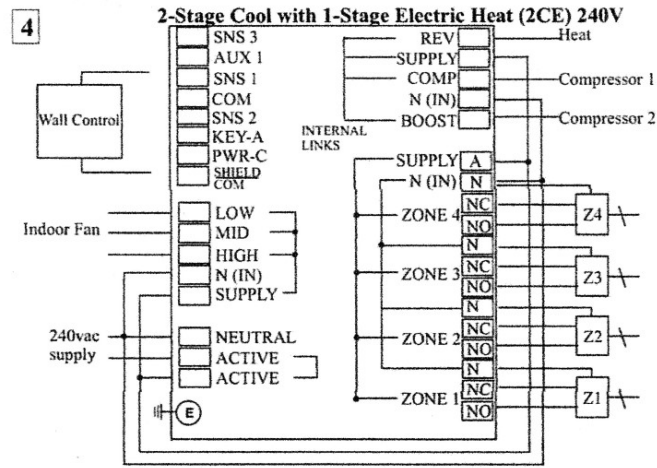 4
2-Stage Cool with 1-Stage Electric Heat (2CE) 240V
SNS 3
AUX 1
SNS 1
COM
SNS 2
KEY-A
PWR-C
SHIELD
COM
Wall Control
LOW
MID
HIGH
N (IN)
SUPPLY
Indoor Fan
NEUTRAL
ACTIVE
ACTIVE
240vac
supply
E
REV
SUPPLY
COMP
N (IN)
BOOST
Heat
Compressor 1
Compressor 2
INTERNAL
LINKS
SUPPLY A
N (IN) N
ZONE 4
NC
NO
Z4
N
ZONE 3
NC
NO
Z3
N
ZONE 2
NC
NO
Z2
N
ZONE 1
NC
NO
Z1